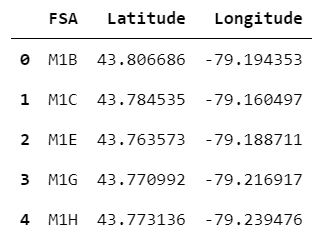 FSA Latitude Longitude
0 M1B 43.806686 -79.194353
1 M1C 43.784535 -79.160497
2 M1E 43.763573 -79.188711
3 M1G 43.770992 -79.216917
4 M1H 43.773136 -79.239476